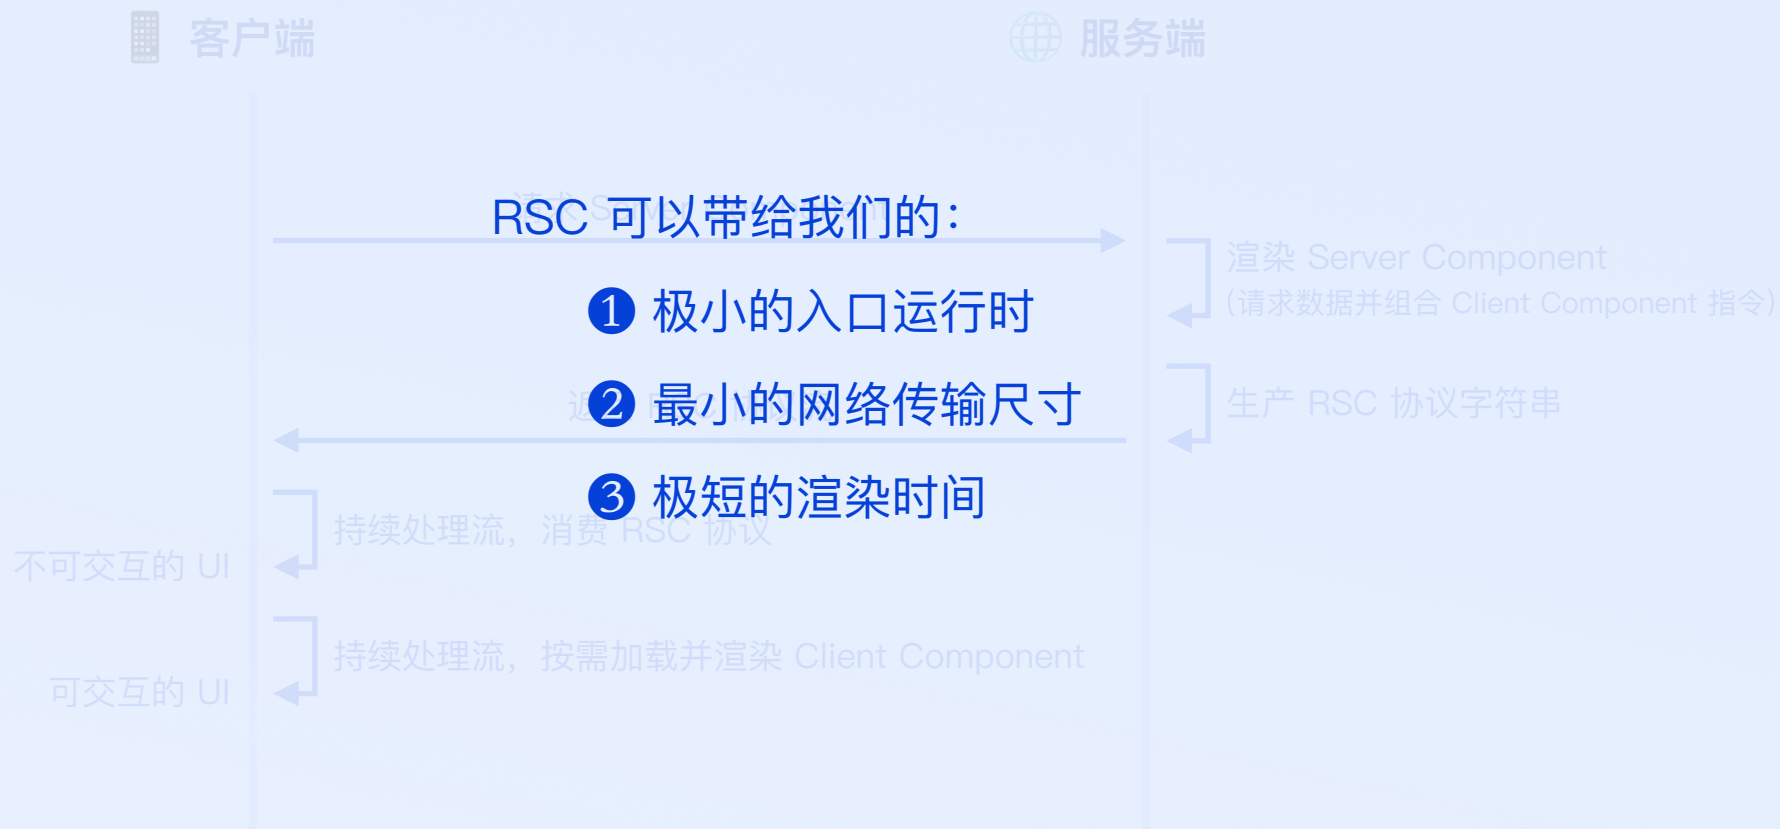 客户端
服务端
请求 Server Component
RSC 可以带给我们的：
渲染 Server Component
(请求数据并组合 Client Component 指令)
❶ 极小的入口运行时
❷ 最小的网络传输尺寸
生产 RSC 协议字符串
❸ 极短的渲染时间
持续处理流，消费 RSC 协议
不可交互的 UI
持续处理流，按需加载并渲染 Client Component
可交互的 UI